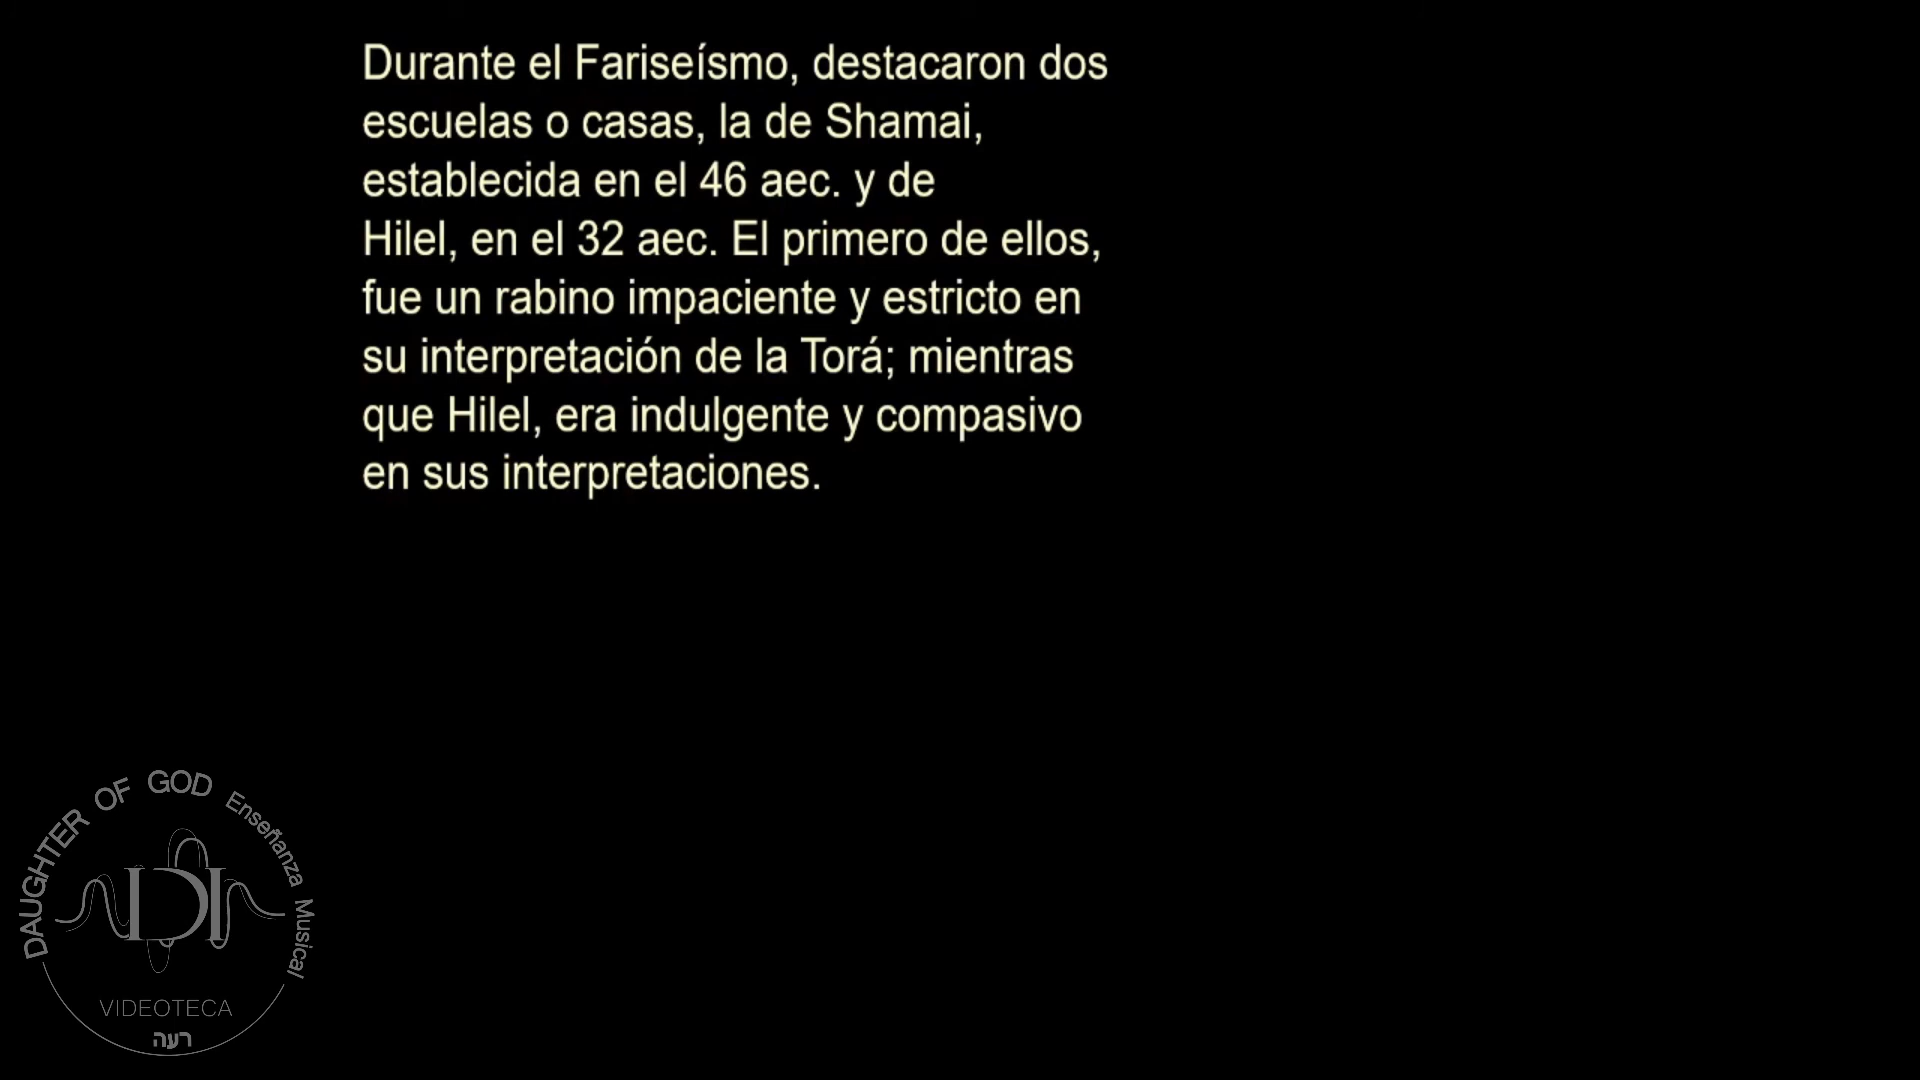 Durante el Fariseísmo, destacaron dos
escuelas o casas, la de Shamai,
establecida en el 46 aec. y de
Hilel, en el 32 aec. El primero de ellos,
fue un rabino impaciente y estricto en
su interpretación de la Torá; mientras
que Hilel, era indulgente y compasivo
en sus interpretaciones.
DAUGHTER OF GOD Enseñanza Musical
VIDEOTECA
רעה